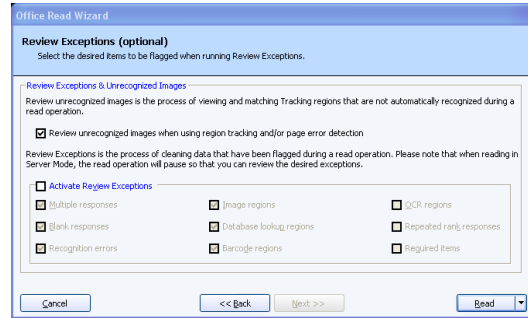 Office Read Wizard
Review Exceptions (optional)
Select the desired items to be flagged when running Review Exceptions.
Review Exceptions & Unrecognized Images
Review unrecognized images is the process of viewing and matching Tracking regions that are not automatically recognized during a
read operation.
Review unrecognized images when using region tracking and/or page error detection
Review Exceptions is the process of cleaning data that have been flagged during a read operation. Please note that when reading in
Server Mode, the read operation will pause so that you can review the desired exceptions.
Activate Review Exceptions
Multiple responses Image regions OCR regions
Blank responses Database lookup regions Repeated rank responses
Recognition errors Barcode regions Required items
Cancel << Back Next >> Read